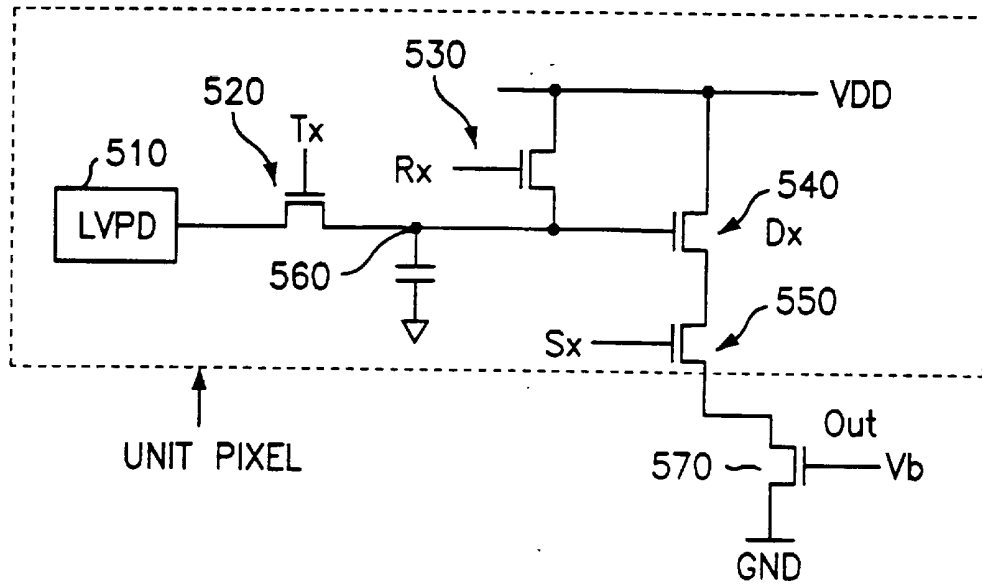 530
520
VDD
510
Tx
Rx
540
LVPD
Dx
560
550
Sx
Out
UNIT PIXEL
570
Vb
GND